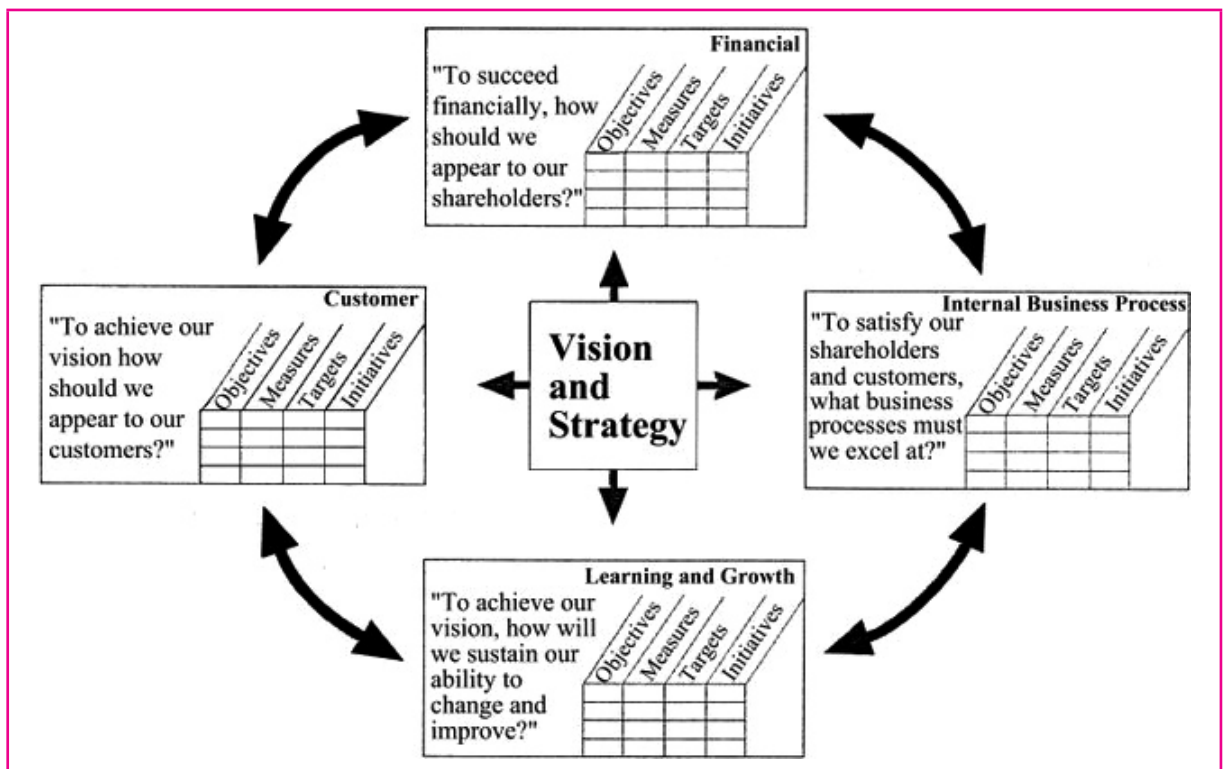 Financial
"To succeed
financially, how
should we
appear to our
shareholders?"
Objectives
Measures
Targets
Initiatives
Customer
"To achieve our
vision how
should we
appear to our
customers?"
Objectives
Measures
Targets
Initiatives
Vision
and
Strategy
Internal Business Process
"To satisfy our
shareholders
and customers,
what business
processes must
we excel at?"
Objectives
Measures
Targets
Initiatives
Learning and Growth
"To achieve our
vision, how will
we sustain our
ability to
change and
improve?"
Objectives
Measures
Targets
Initiatives